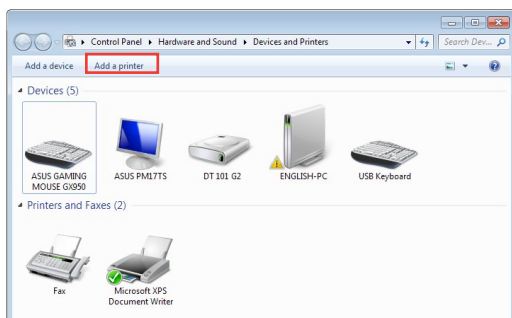 Control Panel ▸ Hardware and Sound ▸ Devices and Printers
Search Dev...
Add a device Add a printer
Devices (5)
ASUS GAMING MOUSE GX950
ASUS PM17TS
DT 101 G2
ENGLISH-PC
USB Keyboard
Printers and Faxes (2)
Fax
Microsoft XPS Document Writer